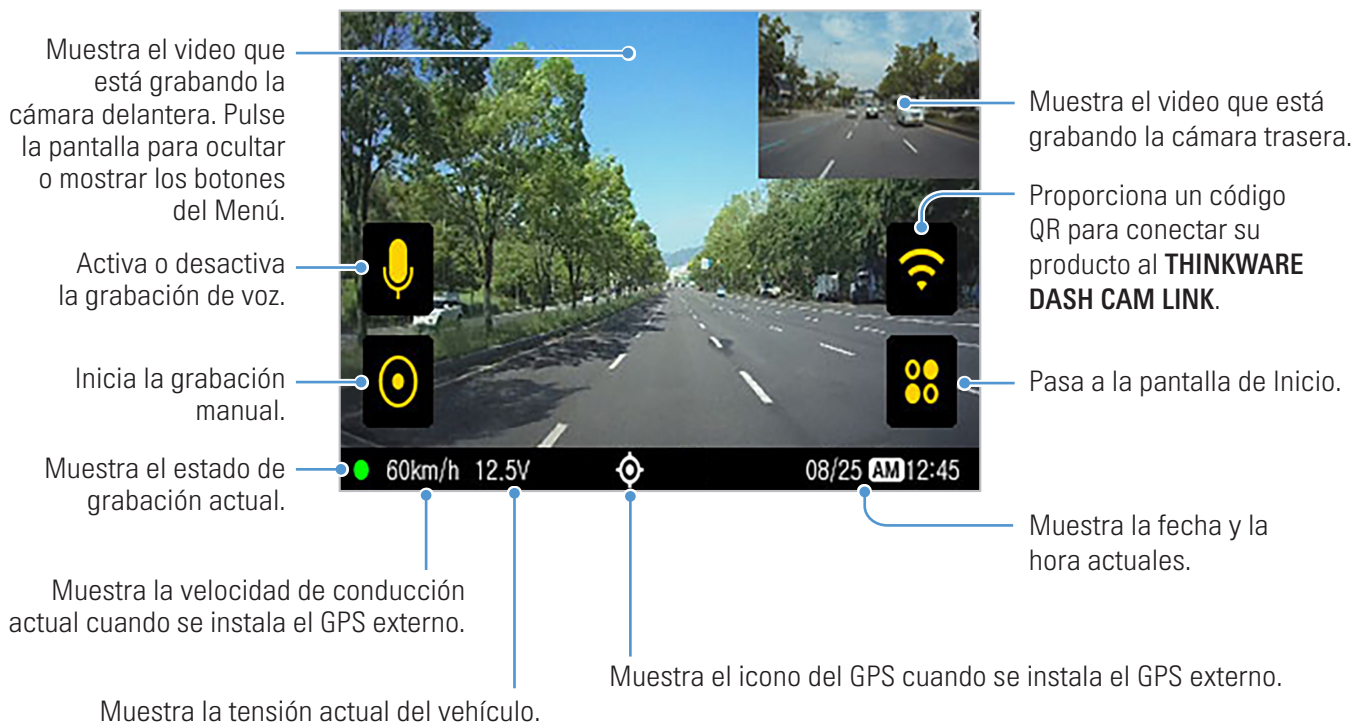 Muestra el video que
está grabando la
cámara delantera. Pulse
la pantalla para ocultar
o mostrar los botones
del Menú.
Activa o desactiva
la grabación de voz.
Inicia la grabación
manual.
Muestra el estado de
grabación actual.
Muestra el video que está
grabando la cámara trasera.
Proporciona un código
QR para conectar su
producto al THINKWARE
DASH CAM LINK.
Pasa a la pantalla de Inicio.
60km/h 12.5V 08/25 AM 12:45
Muestra la fecha y la
hora actuales.
Muestra la velocidad de conducción
actual cuando se instala el GPS externo.
Muestra el icono del GPS cuando se instala el GPS externo.
Muestra la tensión actual del vehículo.